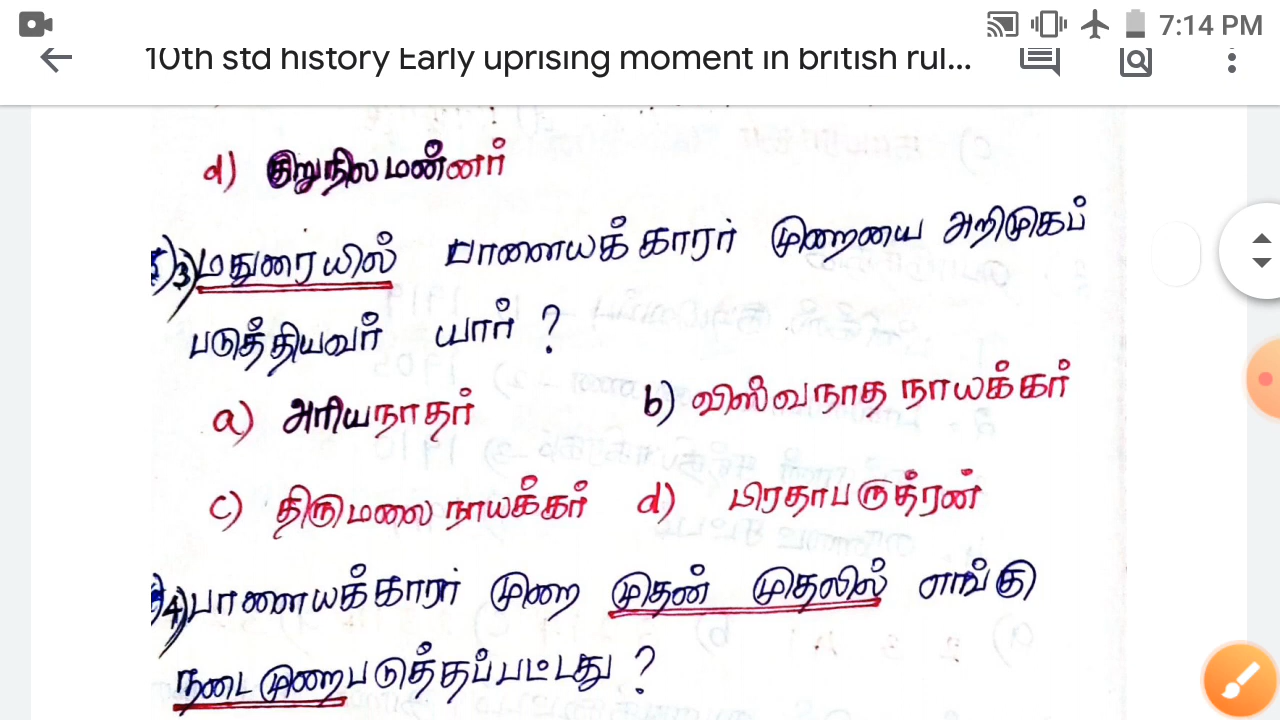 7:14 PM
10th std history Early uprising moment in british rul...
d) குறுநில மன்னர்
3) மதுரையில் பாளையக் காரர் முறையை அறிமுகப்
படுத்தியவர் யார் ?
a) அரியநாதர் b) விஸ்வநாத நாயக்கர்
c) திருமலை நாயக்கர் d) பிரதாபருத்ரன்
4) பாளையக்காரர் முறை முதன் முதலில் எங்கு
நடைமுறைபடுத்தப்பட்டது ?